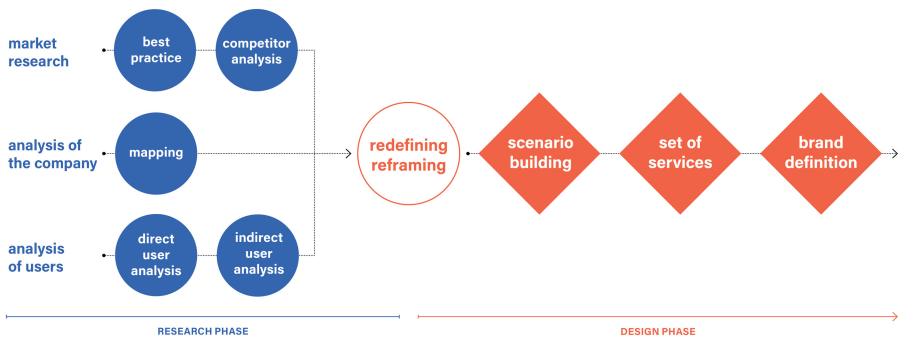 market
research
best
practice
competitor
analysis
analysis of
the company
mapping
analysis
of users
direct
user
analysis
indirect
user
analysis
redefining
reframing
scenario
building
set of
services
brand
definition
RESEARCH PHASE
DESIGN PHASE